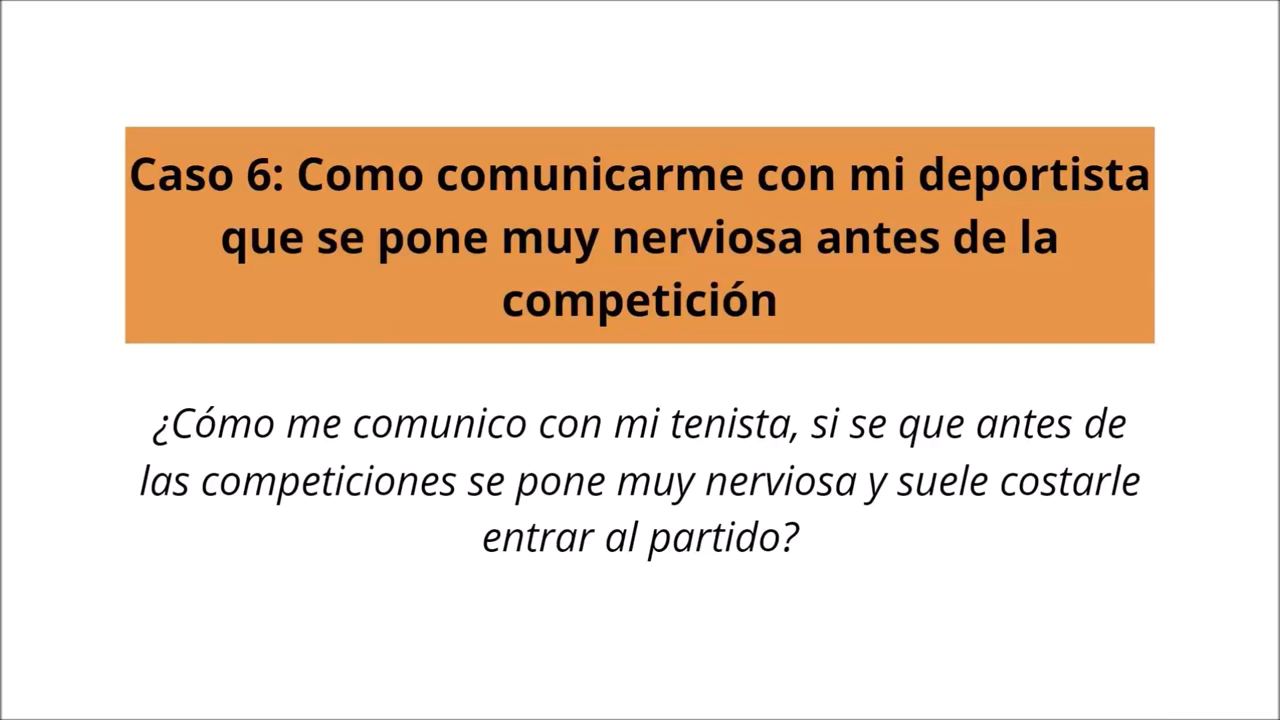 Caso 6: Como comunicarme con mi deportista
que se pone muy nerviosa antes de la
competición
¿Cómo me comunico con mi tenista, si se que antes de
las competiciones se pone muy nerviosa y suele costarle
entrar al partido?